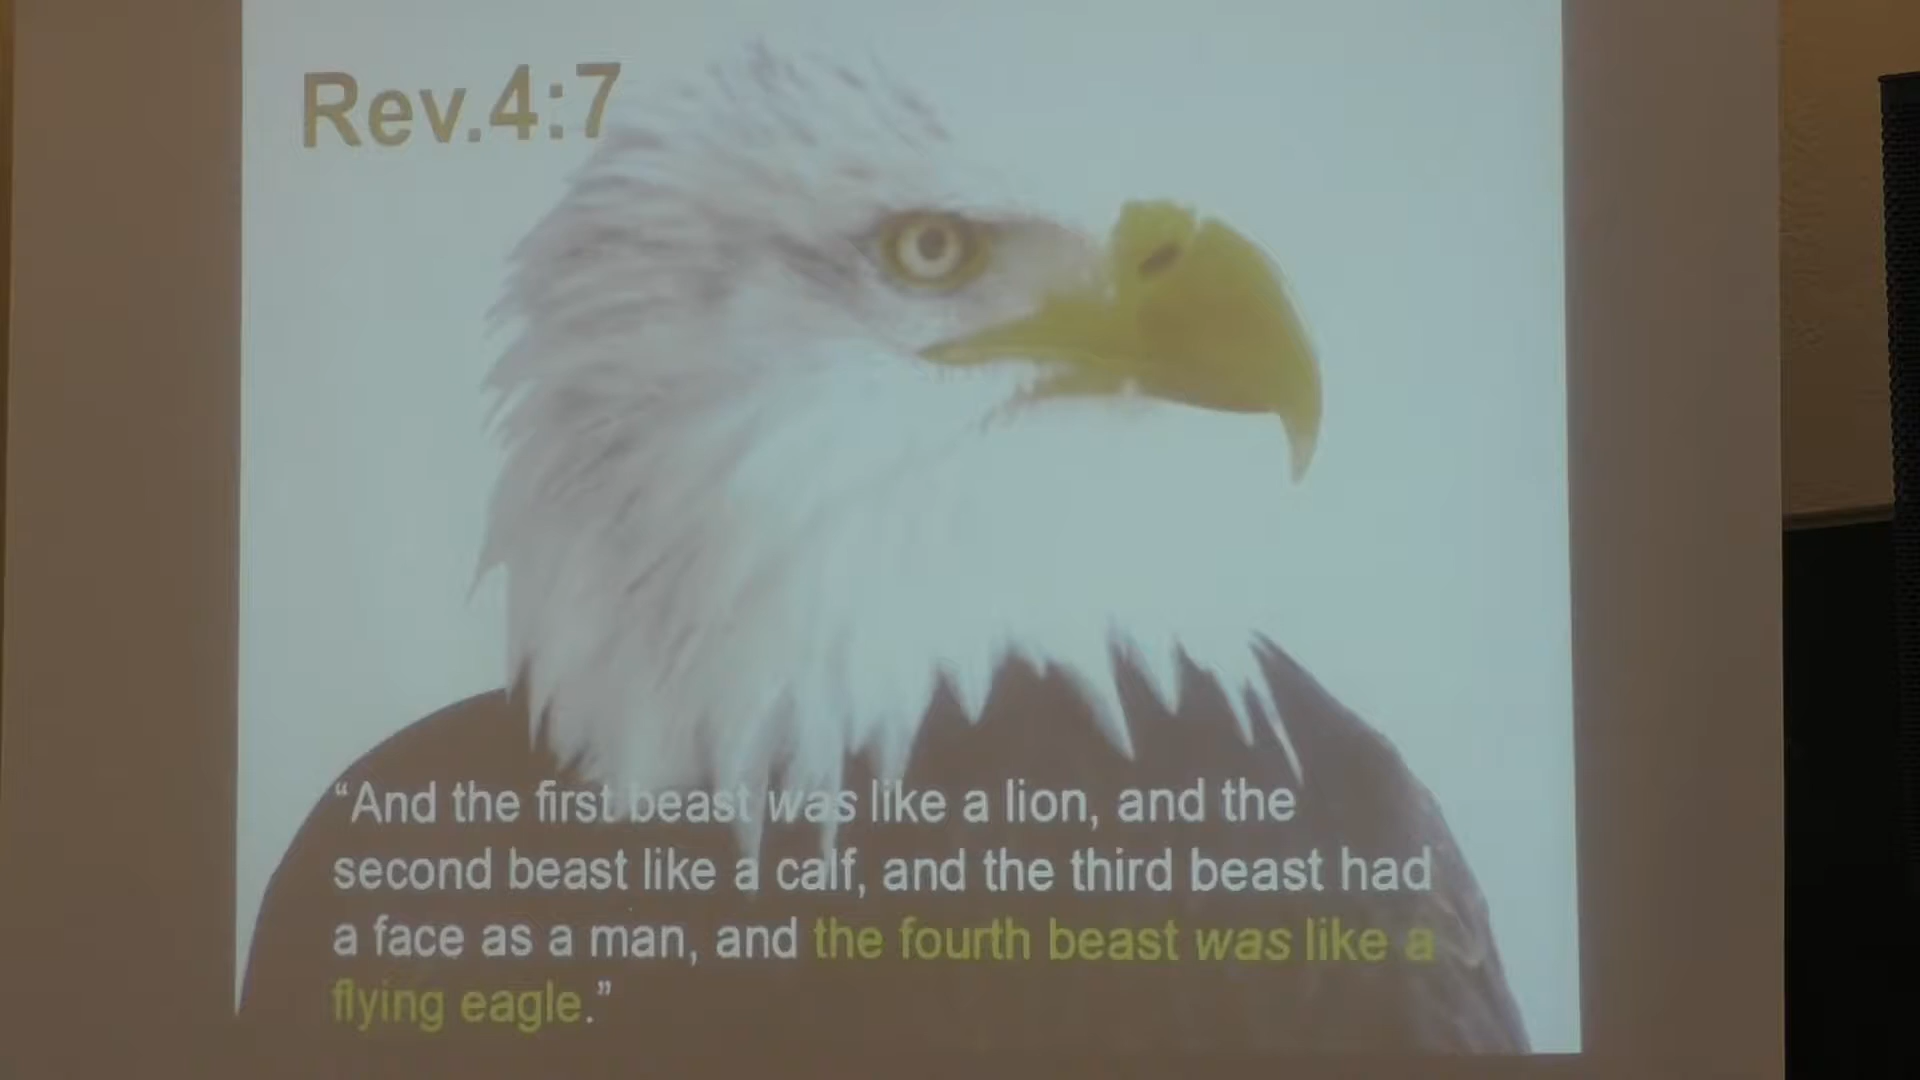 Rev.4:7
“And the first beast was like a lion, and the
second beast like a calf, and the third beast had
a face as a man, and the fourth beast was like a
flying eagle.”